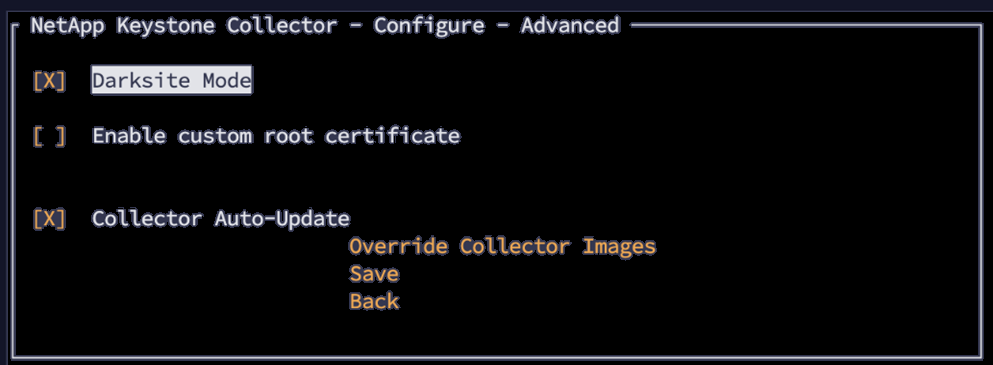 NetApp Keystone Collector - Configure - Advanced
[X] Darksite Mode
[ ] Enable custom root certificate
[X] Collector Auto-Update
Override Collector Images
Save
Back